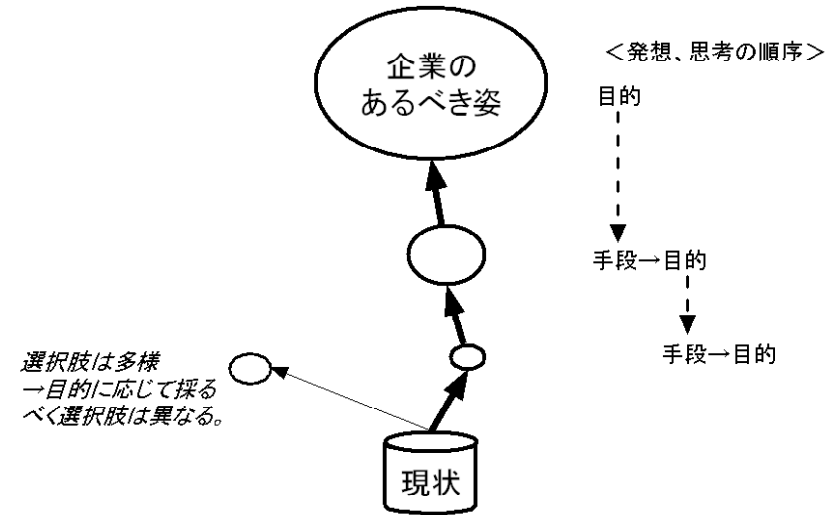 企業の
あるべき姿
＜発想、思考の順序＞
目的
手段→目的
手段→目的
選択肢は多様
→目的に応じて採る
べく選択肢は異なる。
現状